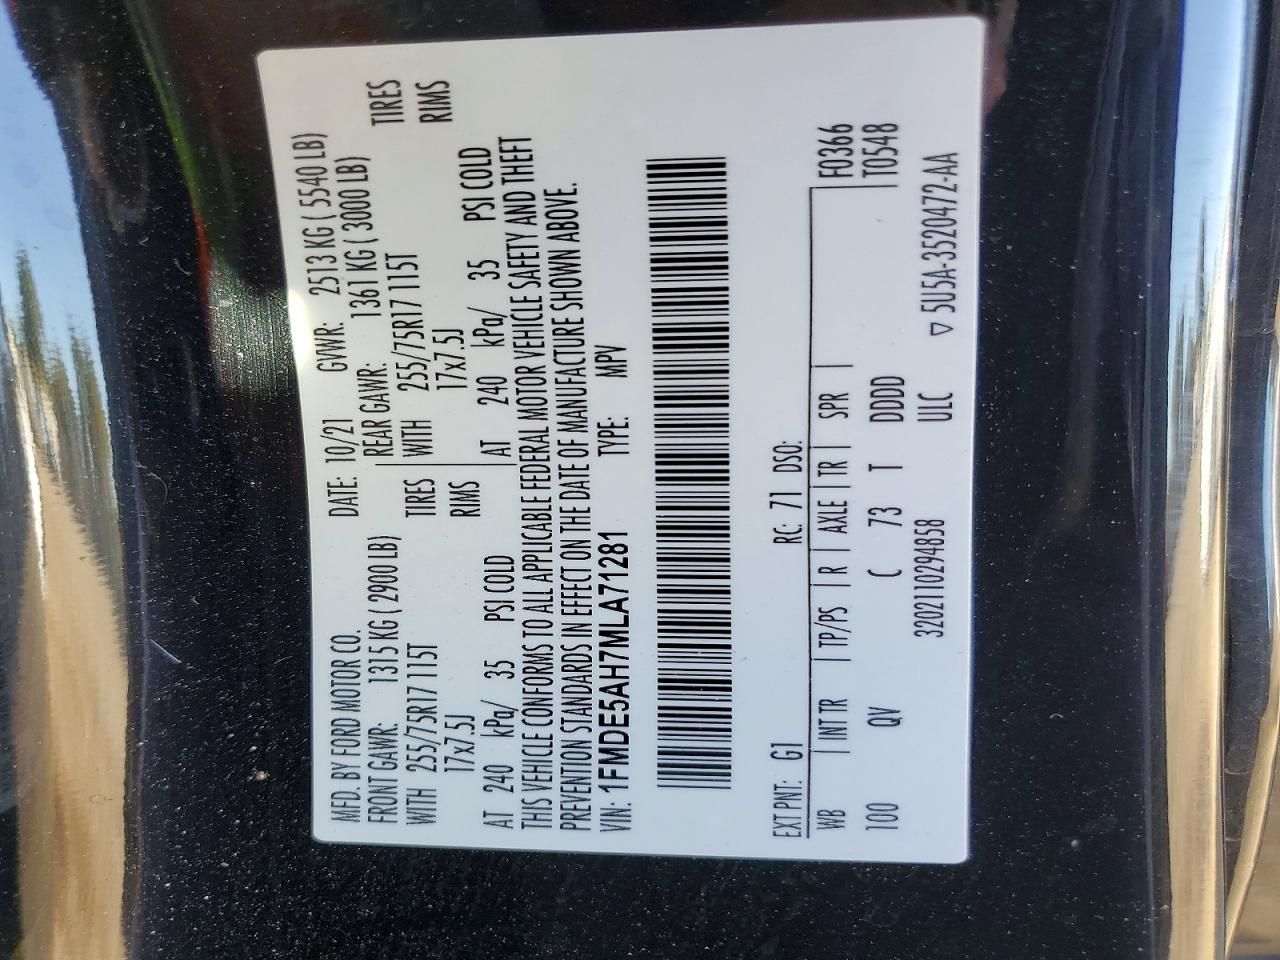 MFD. BY FORD MOTOR CO. DATE: 10/21 GVWR: 2513 KG ( 5540 LB)
FRONT GAWR: 1315 KG ( 2900 LB) REAR GAWR: 1361 KG ( 3000 LB)
WITH 255/75R17 115T TIRES WITH 255/75R17 115T TIRES
17x7.5J RIMS 17x7.5J RIMS
AT 240 kPa/ 35 PSI COLD AT 240 kPa/ 35 PSI COLD
THIS VEHICLE CONFORMS TO ALL APPLICABLE FEDERAL MOTOR VEHICLE SAFETY AND THEFT
PREVENTION STANDARDS IN EFFECT ON THE DATE OF MANUFACTURE SHOWN ABOVE.
VIN: 1FMDE5AH7MLA71281 TYPE: MPV
EXT PNT: G1 RC: 71 DSO:
WB INT TR TP/PS R AXLE TR SPR F0366
100 QV C 73 T DDDD T0548
3202110294858 ULC ▽ 5U5A-3520472-AA